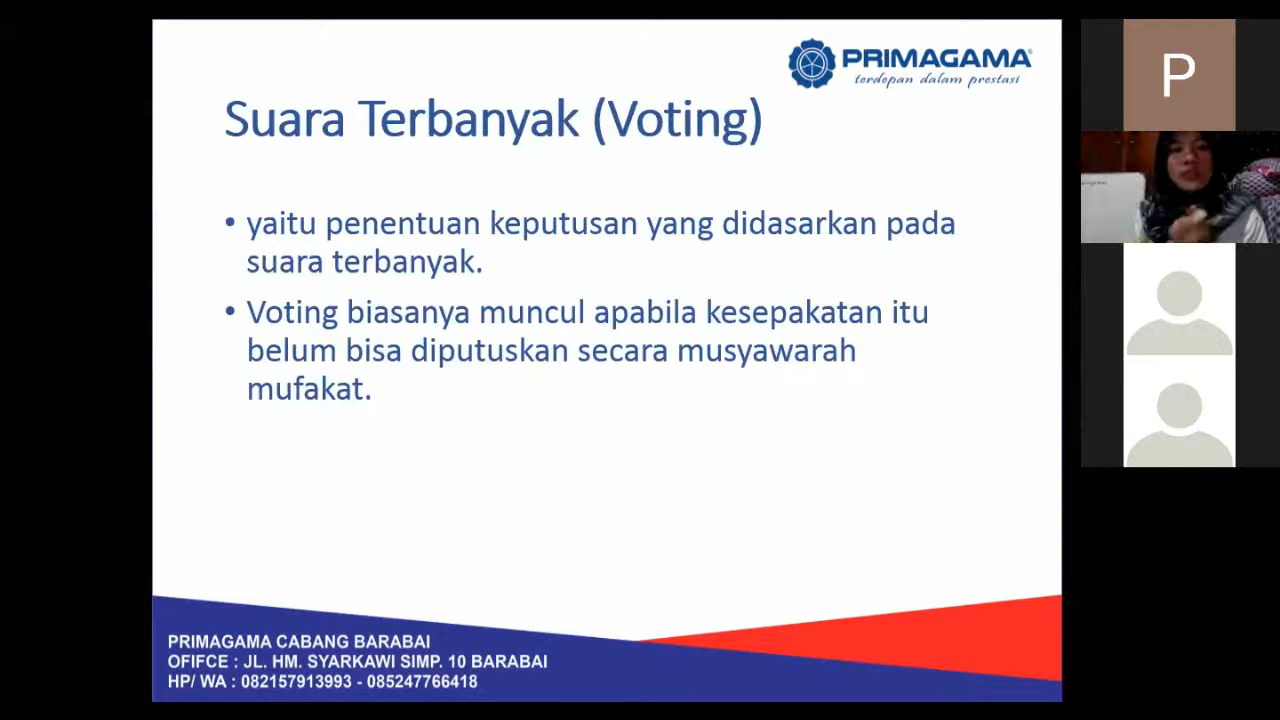 PRIMAGAMA
terdepan dalam prestasi
Suara Terbanyak (Voting)
• yaitu penentuan keputusan yang didasarkan pada
suara terbanyak.
• Voting biasanya muncul apabila kesepakatan itu
belum bisa diputuskan secara musyawarah
mufakat.
PRIMAGAMA CABANG BARABAI
OFIFCE : JL. HM. SYARKAWI SIMP. 10 BARABAI
HP/ WA : 082157913993 - 085247766418
P